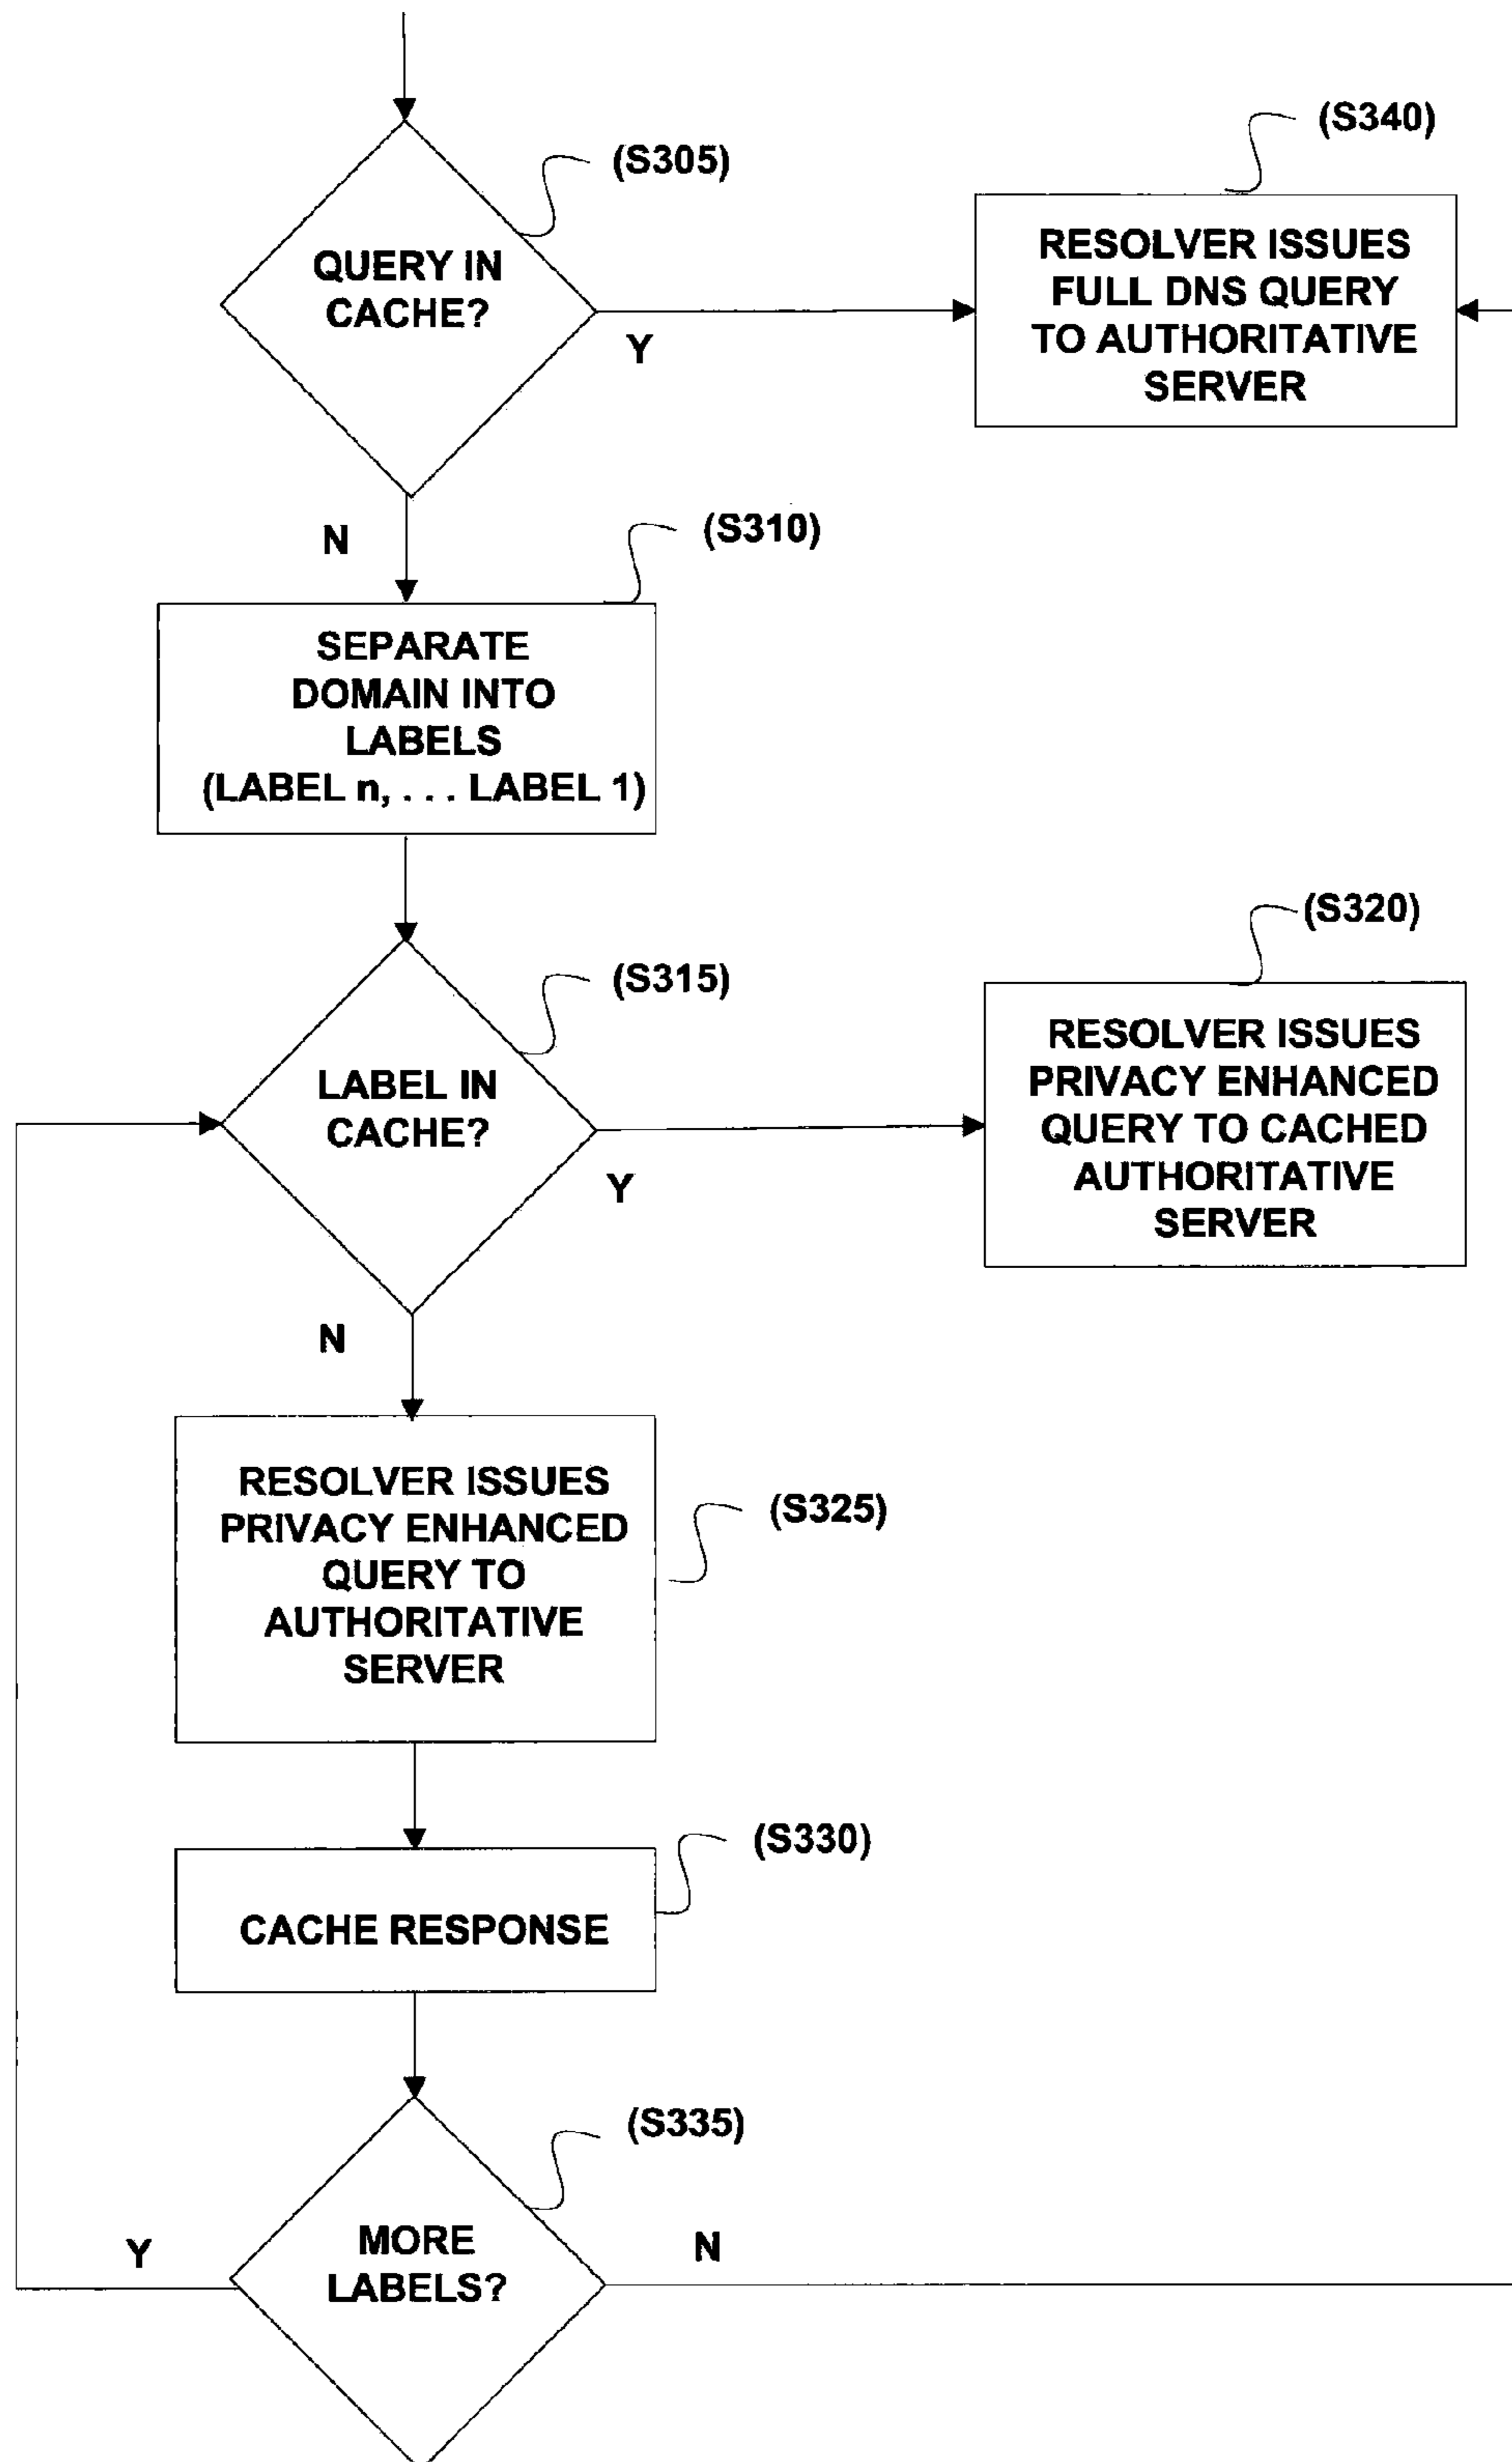 (S305)
QUERY IN
CACHE?
Y
N
(S340)
RESOLVER ISSUES
FULL DNS QUERY
TO AUTHORITATIVE
SERVER
(S310)
SEPARATE
DOMAIN INTO
LABELS
(LABEL n, . . . LABEL 1)
(S315)
LABEL IN
CACHE?
Y
N
(S320)
RESOLVER ISSUES
PRIVACY ENHANCED
QUERY TO CACHED
AUTHORITATIVE
SERVER
(S325)
RESOLVER ISSUES
PRIVACY ENHANCED
QUERY TO
AUTHORITATIVE
SERVER
(S330)
CACHE RESPONSE
(S335)
MORE
LABELS?
Y
N